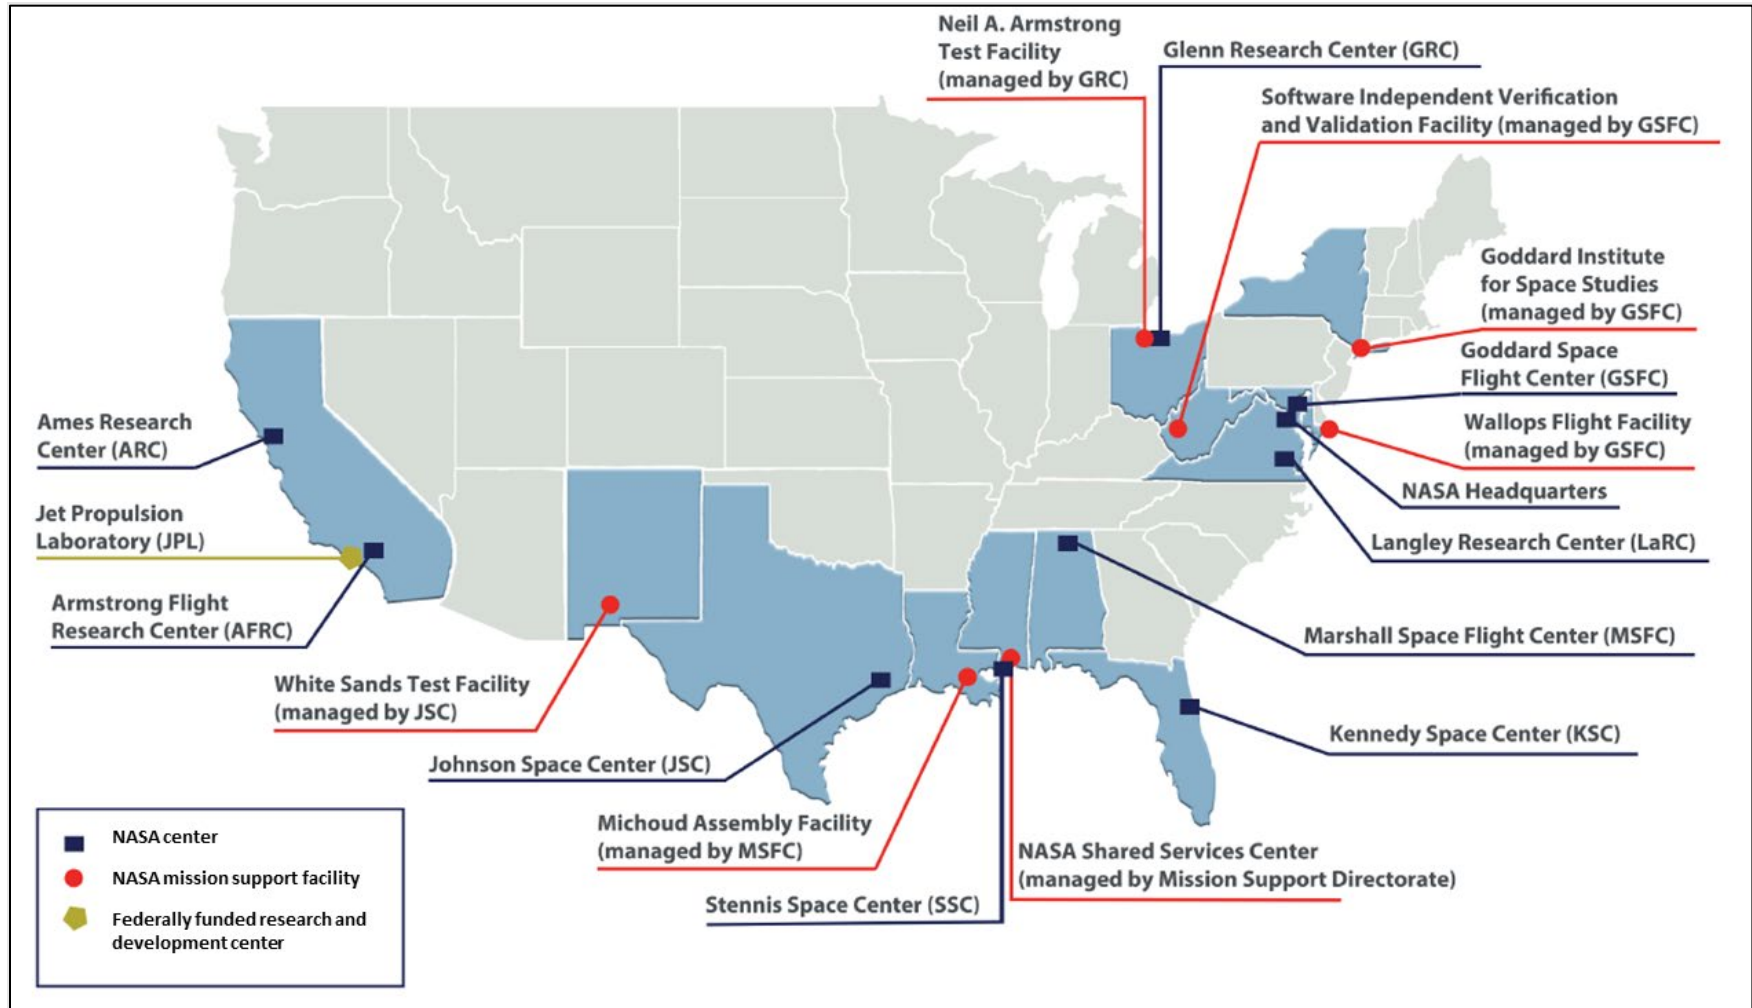 Neil A. Armstrong
Test Facility
(managed by GRC)
Glenn Research Center (GRC)
Software Independent Verification
and Validation Facility (managed by GSFC)
Goddard Institute
for Space Studies
(managed by GSFC)
Goddard Space
Flight Center (GSFC)
Wallops Flight Facility
(managed by GSFC)
NASA Headquarters
Langley Research Center (LaRC)
Marshall Space Flight Center (MSFC)
Kennedy Space Center (KSC)
Ames Research
Center (ARC)
Jet Propulsion
Laboratory (JPL)
Armstrong Flight
Research Center (AFRC)
White Sands Test Facility
(managed by JSC)
Johnson Space Center (JSC)
Michoud Assembly Facility
(managed by MSFC)
Stennis Space Center (SSC)
NASA Shared Services Center
(managed by Mission Support Directorate)
NASA center
NASA mission support facility
Federally funded research and
development center